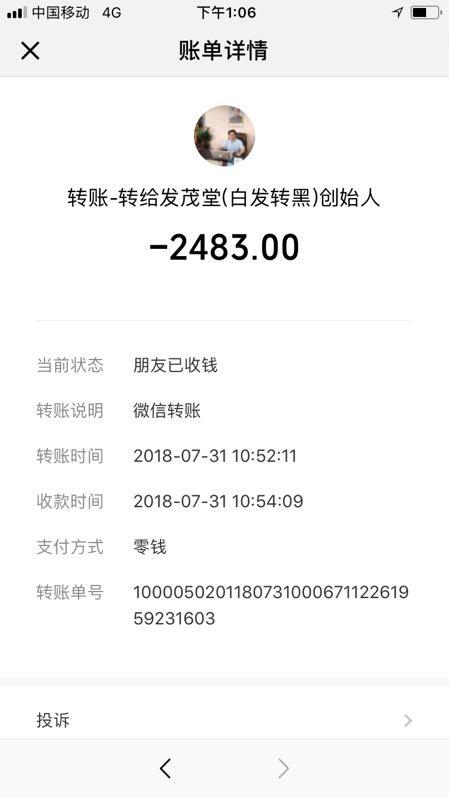 中国移动 4G 下午1:06
账单详情
转账-转给发茂堂(白发转黑)创始人
-2483.00
当前状态 朋友已收钱
转账说明 微信转账
转账时间 2018-07-31 10:52:11
收款时间 2018-07-31 10:54:09
支付方式 零钱
转账单号 1000050201180731000671122619
59231603
投诉